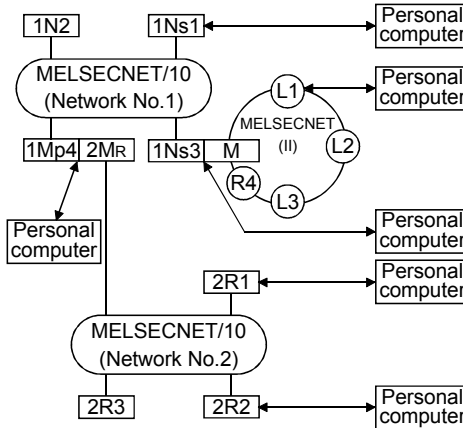 1N2
1Ns1
Personal
computer
MELSECNET/10
(Network No.1)
Personal
computer
L1
MELSECNET
(II)
L2
1Mp4
2MR
1Ns3
M
R4
L3
Personal
computer
Personal
computer
Personal
computer
2R1
MELSECNET/10
(Network No.2)
2R3
2R2
Personal
computer